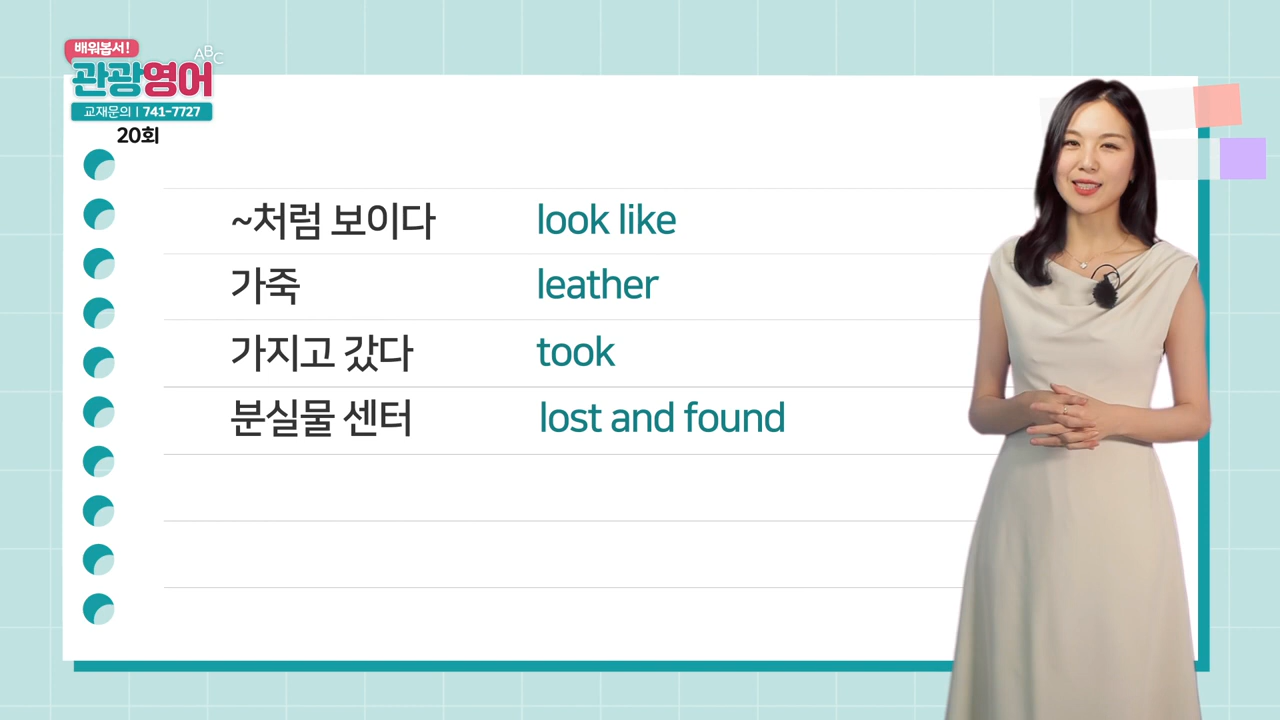 배워봅서!
ABC
관광영어
교재문의 | 741-7727
20회
~처럼 보이다 look like
가죽 leather
가지고 갔다 took
분실물 센터 lost and found